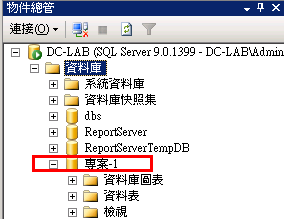 物件總管
連接(O)
DC-LAB (SQL Server 9.0.1399 - DC-LAB\Admin
資料庫
系統資料庫
資料庫快照集
dbs
ReportServer
ReportServerTempDB
專案-1
資料庫圖表
資料表
檢視